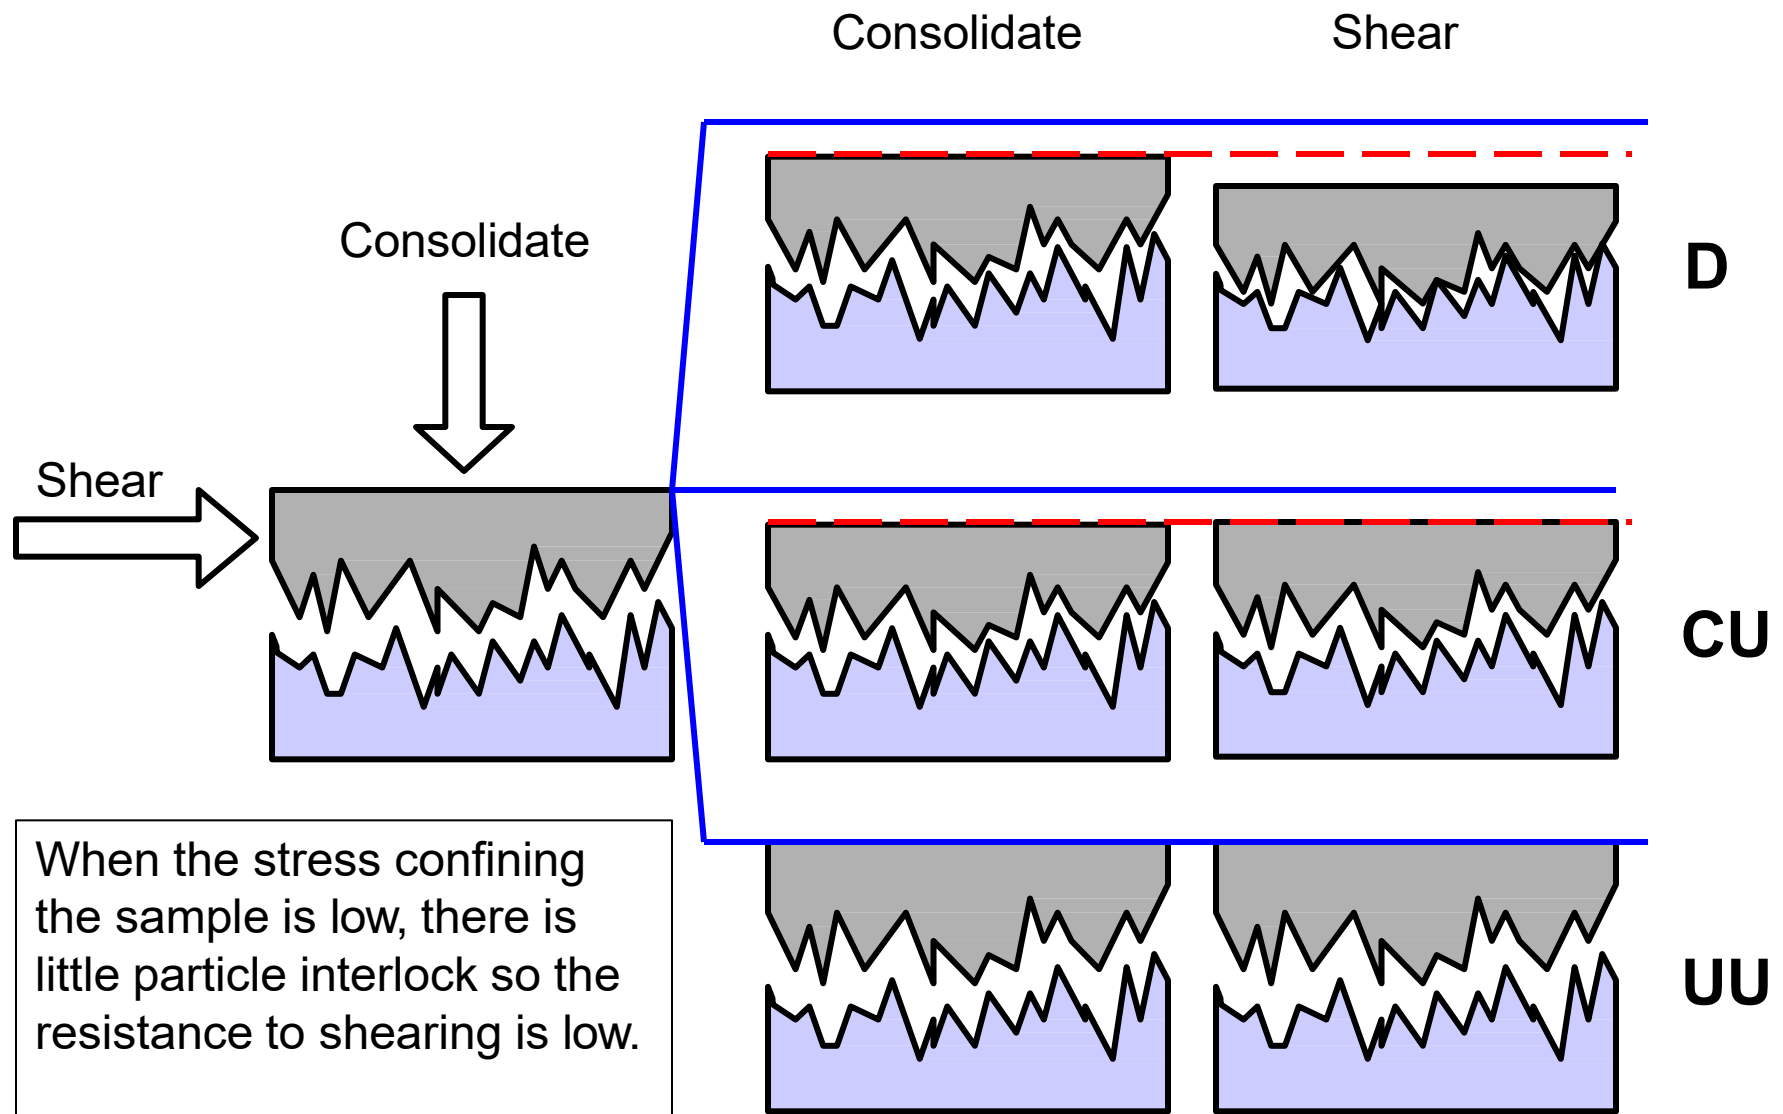 Consolidate
Shear
D
Consolidate
Shear
CU
When the stress confining
the sample is low, there is
little particle interlock so the
resistance to shearing is low.
UU